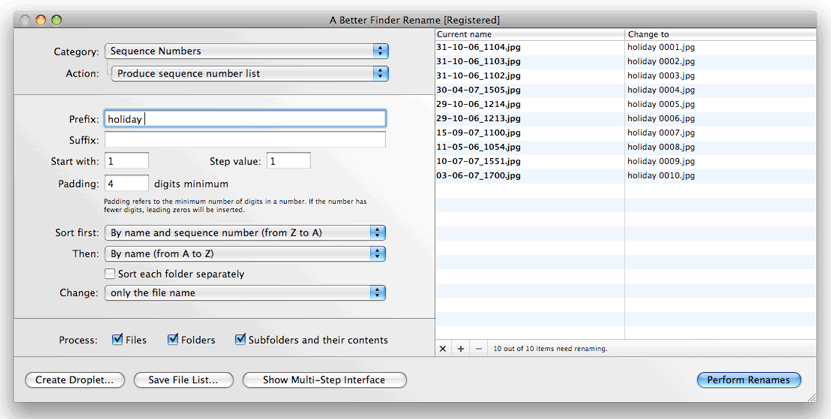 A Better Finder Rename [Registered]
Category: Sequence Numbers
Action: Produce sequence number list
Prefix: holiday
Suffix:
Start with: 1 Step value: 1
Padding: 4 digits minimum
Padding refers to the minimum number of digits in a number. If the number has
fewer digits, leading zeros will be inserted.
Sort first: By name and sequence number (from Z to A)
Then: By name (from A to Z)
Sort each folder separately
Change: only the file name
Process: Files Folders Subfolders and their contents
Current name Change to
31-10-06_1104.jpg holiday 0001.jpg
31-10-06_1103.jpg holiday 0002.jpg
31-10-06_1102.jpg holiday 0003.jpg
30-04-07_1505.jpg holiday 0004.jpg
29-10-06_1214.jpg holiday 0005.jpg
29-10-06_1213.jpg holiday 0006.jpg
15-09-07_1100.jpg holiday 0007.jpg
11-05-06_1054.jpg holiday 0008.jpg
10-07-07_1551.jpg holiday 0009.jpg
03-06-07_1700.jpg holiday 0010.jpg
10 out of 10 items need renaming.
Create Droplet... Save File List... Show Multi-Step Interface Perform Renames